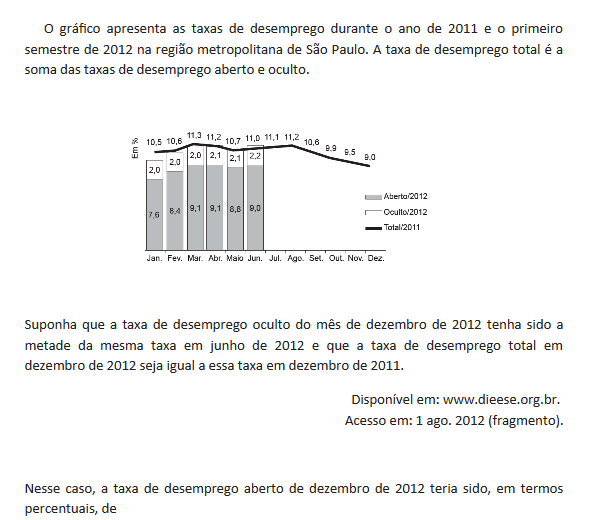 O gráfico apresenta as taxas de desemprego durante o ano de 2011 e o primeiro
semestre de 2012 na região metropolitana de São Paulo. A taxa de desemprego total é a
soma das taxas de desemprego aberto e oculto.
Em %
10,5 10,6 11,3 11,2 10,7 11,0 11,1 11,2 10,6 9,9 9,5 9,0
2,0 2,0 2,0 2,1 2,1 2,2
7,6 8,4 9,1 9,1 8,8 9,0
Aberto/2012
Oculto/2012
Total/2011
Jan. Fev. Mar. Abr. Maio Jun. Jul. Ago. Set. Out. Nov. Dez.
Suponha que a taxa de desemprego oculto do mês de dezembro de 2012 tenha sido a
metade da mesma taxa em junho de 2012 e que a taxa de desemprego total em
dezembro de 2012 seja igual a essa taxa em dezembro de 2011.
Disponível em: www.dieese.org.br.
Acesso em: 1 ago. 2012 (fragmento).
Nesse caso, a taxa de desemprego aberto de dezembro de 2012 teria sido, em termos
percentuais, de